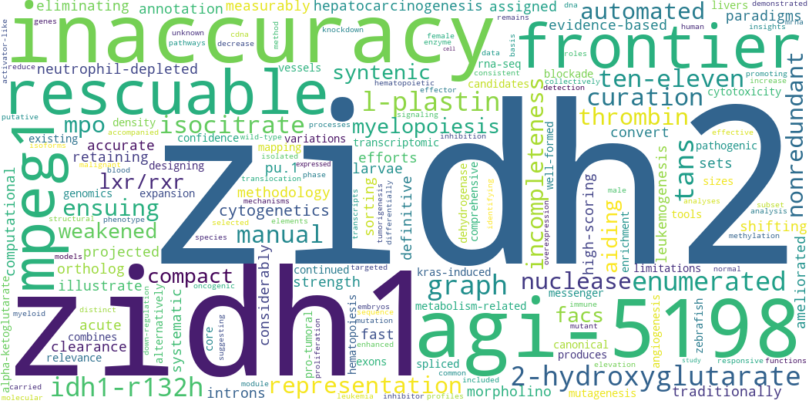 eliminating annotation measurably hepatocarcinogenesis assigned automated livers demonstrated
inaccuracy frontier evidence-based paradigms
genes unknown cdna knockdown female human insights
pathways decrease method enzyme remains data basis roles
activator-like reduce neutrophil-depleted vessels rna-seq blockade promoting increase
rescuable syntenic candidates ten-eleven cytotoxicity
putative effector consistent collectively detection
l-plastin curation nonredundant
mpo isocitrate myelopoiesis incompleteness thrombin
density wild-type processes signaling hematopoietic inhibition
existing accompanied confidence variations transcriptomic convert pathogenic
mpeg1 accurate mapping efforts well-formed tans sets
retaining designing pu.1 larvae
lxr/rxr isolated expressed phase blood
computational genomics expansion methodology sorting dehydrogenase comprehensive aiding leukemogenesis sizes
ensuing cytogenetics translocation mechanisms tumorigenesis differentially identifying tools male subset
structural phenotype transcripts overexpression analyses analysis
weakened manual definitive high-scoring enrichment shifting methylation
zidh2
species selected elements
projected considerably graph nuclease enumerated ameliorated
ortholog models compact continued targeted limitations normal
zidh1 strength metabolism-related kras-induced messenger
illustrate core hematopoiesis embryos mutation facs immune mutant
alpha-ketoglutarate acute alternatively systematic oncogenic agi-5198 angiogenesis zebrafish
distinct down-regulation pro-tumoral proliferation enhanced
myeloid combines suggesting fast canonical
clearance exons spliced produces study responsive functions
relevance introns module included common morpholino 2-hydroxyglutarate
carried idh1-r132h representation mutagenesis traditionally
molecular leukemia inhibitor profiles